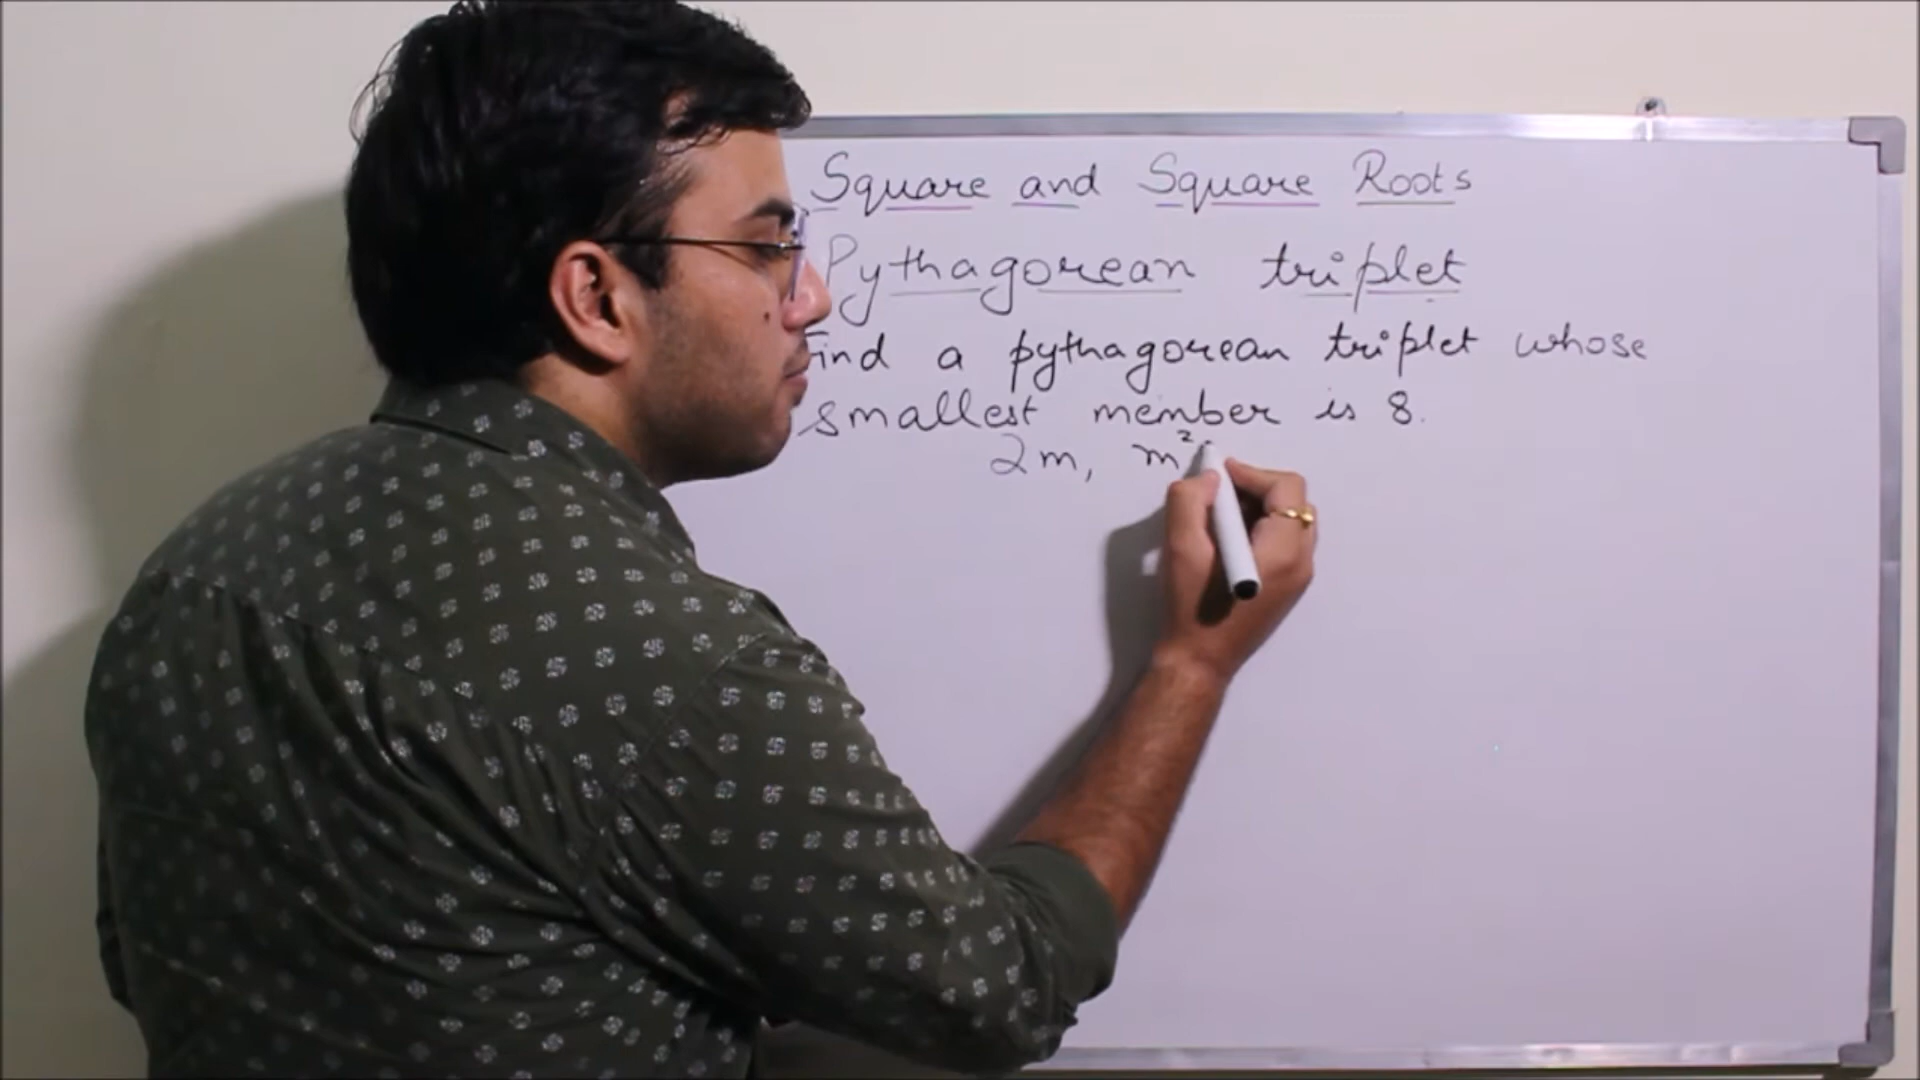 Square and Square Roots
Pythagorean triplet
Find a pythagorean triplet whose
smallest member is 8.
2m, m²